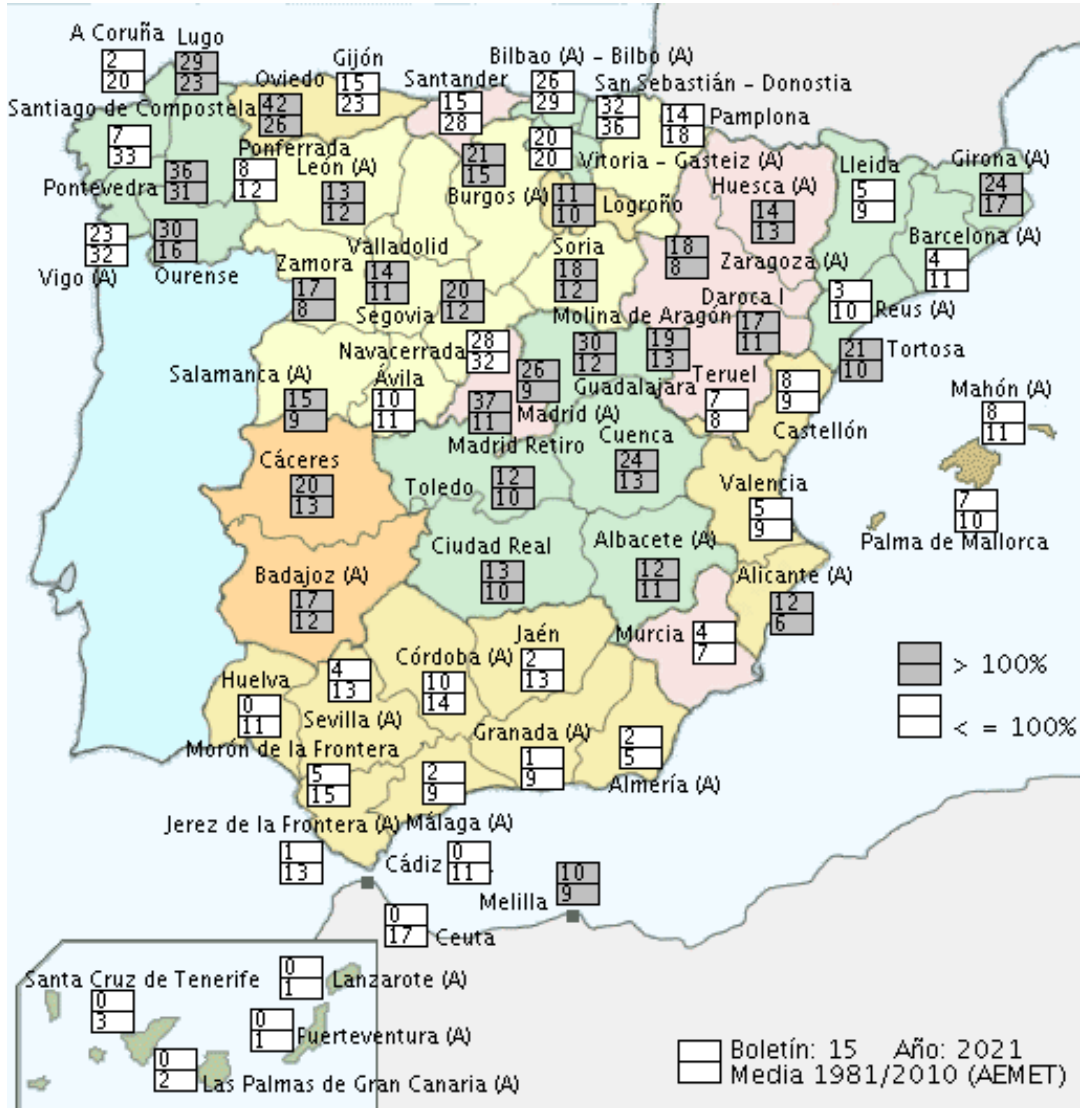 A Coruña
2
20
Lugo
29
23
Oviedo
42
26
Gijón
15
23
Santander
15
28
Bilbao (A) - Bilbo (A)
26
29
San Sebastián - Donostia
32
36
14
18
Pamplona
Santiago de Compostela
7
33
Ponferrada
8
12
León (A)
13
12
21
15
Burgos (A)
20
20
Vitoria - Gasteiz (A)
11
10
Logroño
Huesca (A)
14
13
Lleida
5
9
Girona (A)
24
17
Pontevedra
36
31
23
32
Vigo (A)
30
16
Ourense
Zamora
17
8
Valladolid
14
11
Segovia
20
12
Soria
18
12
18
8
Zaragoza (A)
Barcelona (A)
4
11
Daroca I
17
11
3
10
Reus (A)
21
10
Tortosa
Navacerrada
28
32
Molina de Aragón
19
13
30
12
Guadalajara
Salamanca (A)
15
9
Ávila
10
11
26
9
Madrid (A)
37
11
Madrid Retiro
Teruel
7
8
8
9
Castellón
Mahón (A)
8
11
7
10
Palma de Mallorca
Cáceres
20
13
Toledo
12
10
Cuenca
24
13
Valencia
5
9
Badajoz (A)
17
12
Ciudad Real
13
10
Albacete (A)
12
11
Alicante (A)
12
6
Murcia
4
7
Huelva
0
11
4
13
Sevilla (A)
Córdoba (A)
10
14
Jaén
2
13
> 100%
< = 100%
Morón de la Frontera
5
15
2
9
Málaga (A)
Granada (A)
1
9
2
5
Almería (A)
Jerez de la Frontera (A)
1
13
Cádiz
0
11
Melilla
10
9
0
17
Ceuta
Santa Cruz de Tenerife
0
3
0
1
Lanzarote (A)
0
1
Fuerteventura (A)
0
2
Las Palmas de Gran Canaria (A)
Boletín: 15 Año: 2021
Media 1981/2010 (AEMET)